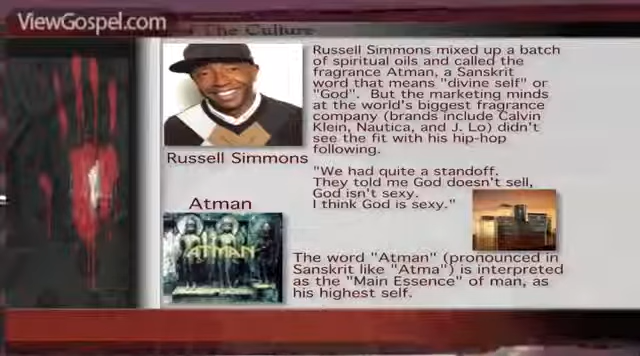 ViewGospel.com
The Culture
Russell Simmons mixed up a batch
of spiritual oils and called the
fragrance Atman, a Sanskrit
word that means "divine self" or
"God". But the marketing minds
at the world's biggest fragrance
company (brands include Calvin
Klein, Nautica, and J. Lo) didn't
see the fit with his hip-hop
following.
Russell Simmons
"We had quite a standoff.
They told me God doesn't sell,
God isn't sexy.
I think God is sexy."
Atman
ATMAN
The word "Atman" (pronounced in
Sanskrit like "Atma") is interpreted
as the "Main Essence" of man, as
his highest self.